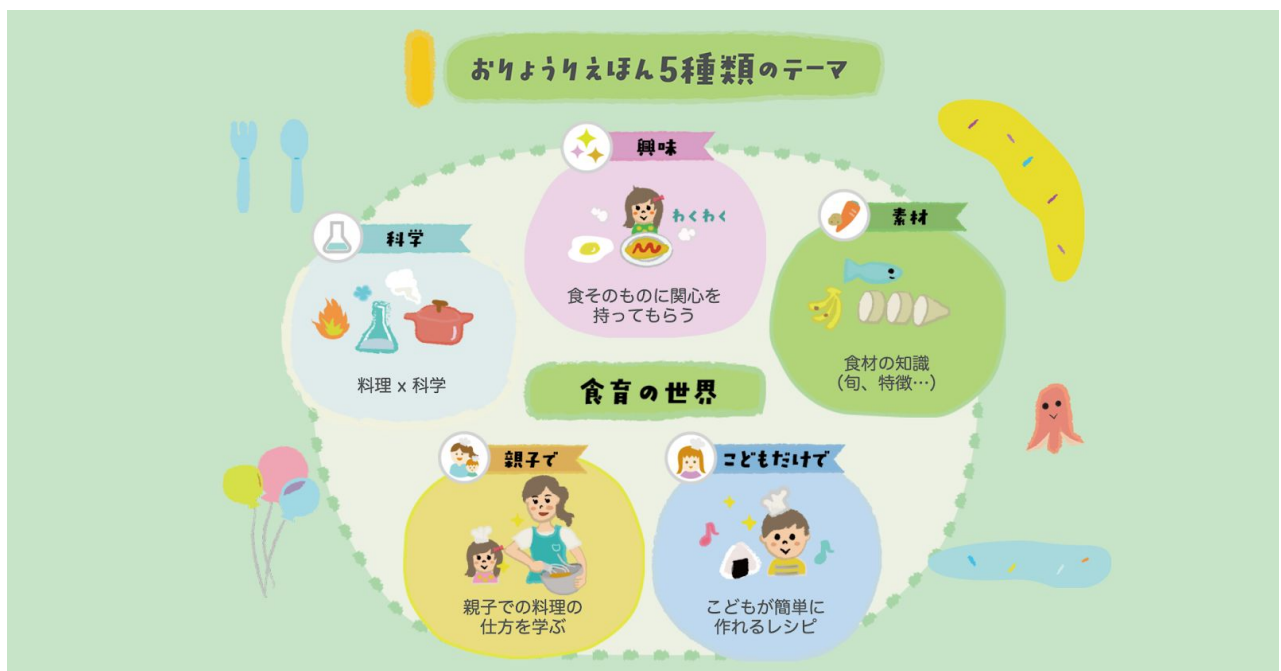 おりょうりえほん5種類のテーマ
興味
わくわく
食そのものに関心を
持ってもらう
科学
料理 x 科学
素材
食材の知識
(旬、特徴…)
食育の世界
親子で
親子での料理の
仕方を学ぶ
こどもだけで
こどもが簡単に
作れるレシピ